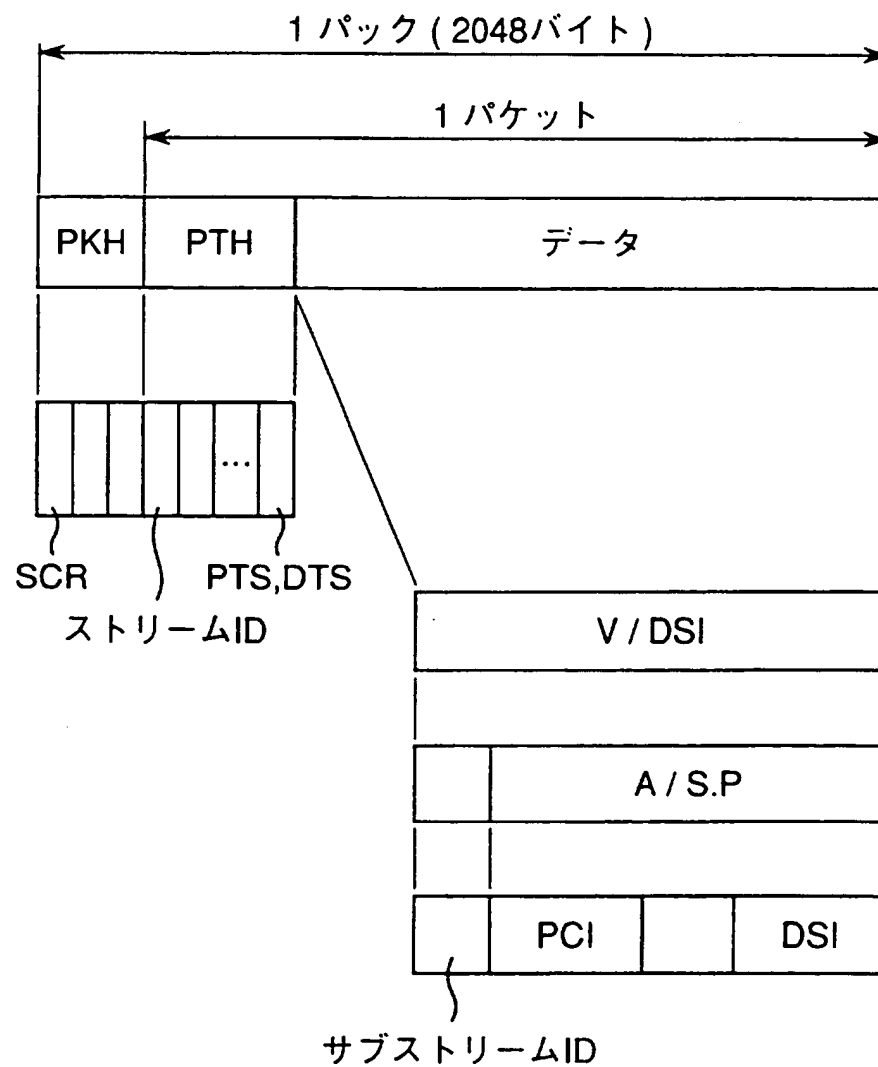 1 パック ( 2048バイト )
1 パケット
PKH PTH データ
...
SCR PTS,DTS
ストリームID
V / DSI
A / S.P
PCI DSI
サブストリームID